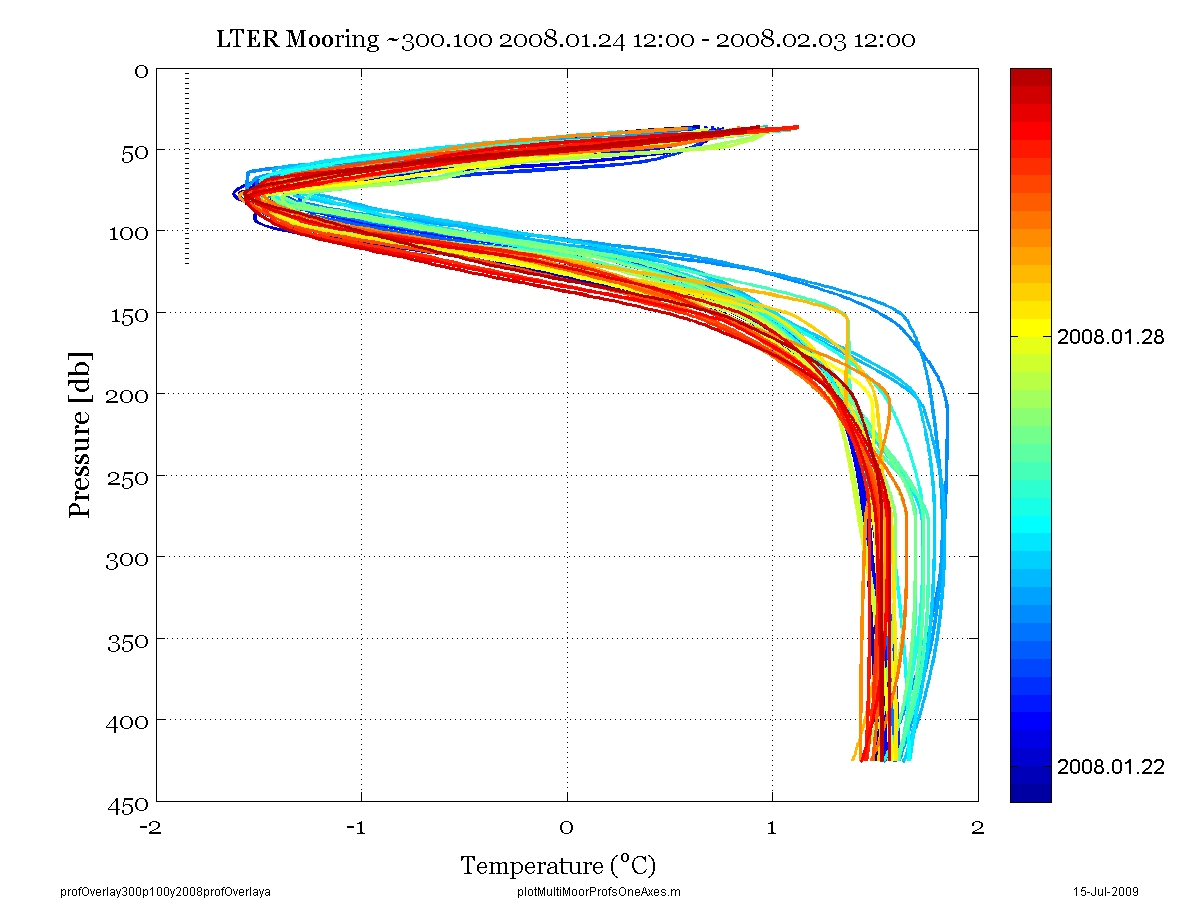 LTER Mooring ~300.100 2008.01.24 12:00 - 2008.02.03 12:00
0
50
100
150
200
250
300
350
400
450
Pressure [db]
-2 -1 0 1 2
Temperature (°C)
2008.01.28
2008.01.22
profOverlay300p100y2008profOverlaya plotMultiMoorProfsOneAxes.m 15-Jul-2009